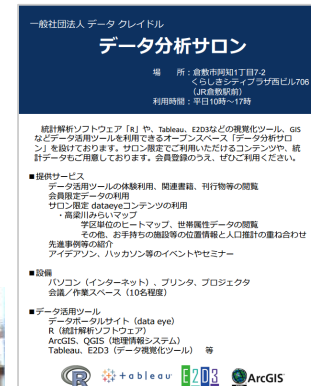 一般社団法人 データ クレイドル
データ分析サロン
場　所：倉敷市阿知1丁目7-2
くらしきシティプラザ西ビル706
（JR倉敷駅前）
利用時間：平日10時～17時
統計解析ソフトウェア「R」や、Tableau、E2D3などの視覚化ツール、GIS
などデータ活用ツールを利用できるオープンスペース「データ分析サロ
ン」を設けております。サロン限定でご利用いただけるコンテンツや、統
計データもご用意しております。会員登録のうえ、ぜひご利用ください。
■提供サービス
データ活用ツールの体験利用、関連書籍、刊行物等の閲覧
会員限定データの利用
サロン限定 dataeyeコンテンツの利用
・高梁川みらいマップ
学区単位のヒートマップ、世帯属性データの閲覧
その他、お手持ちの施設等の位置情報と人口推計の重ね合わせ
先進事例等の紹介
アイデアソン、ハッカソン等のイベントやセミナー
■設備
パソコン（インターネット）、プリンタ、プロジェクタ
会議／作業スペース（10名程度）
■データ活用ツール
データポータルサイト（data eye）
R（統計解析ソフトウェア）
ArcGIS、QGIS（地理情報システム）
Tableau、E2D3（データ視覚化ツール）　等
R +tableau E2D3 ArcGIS